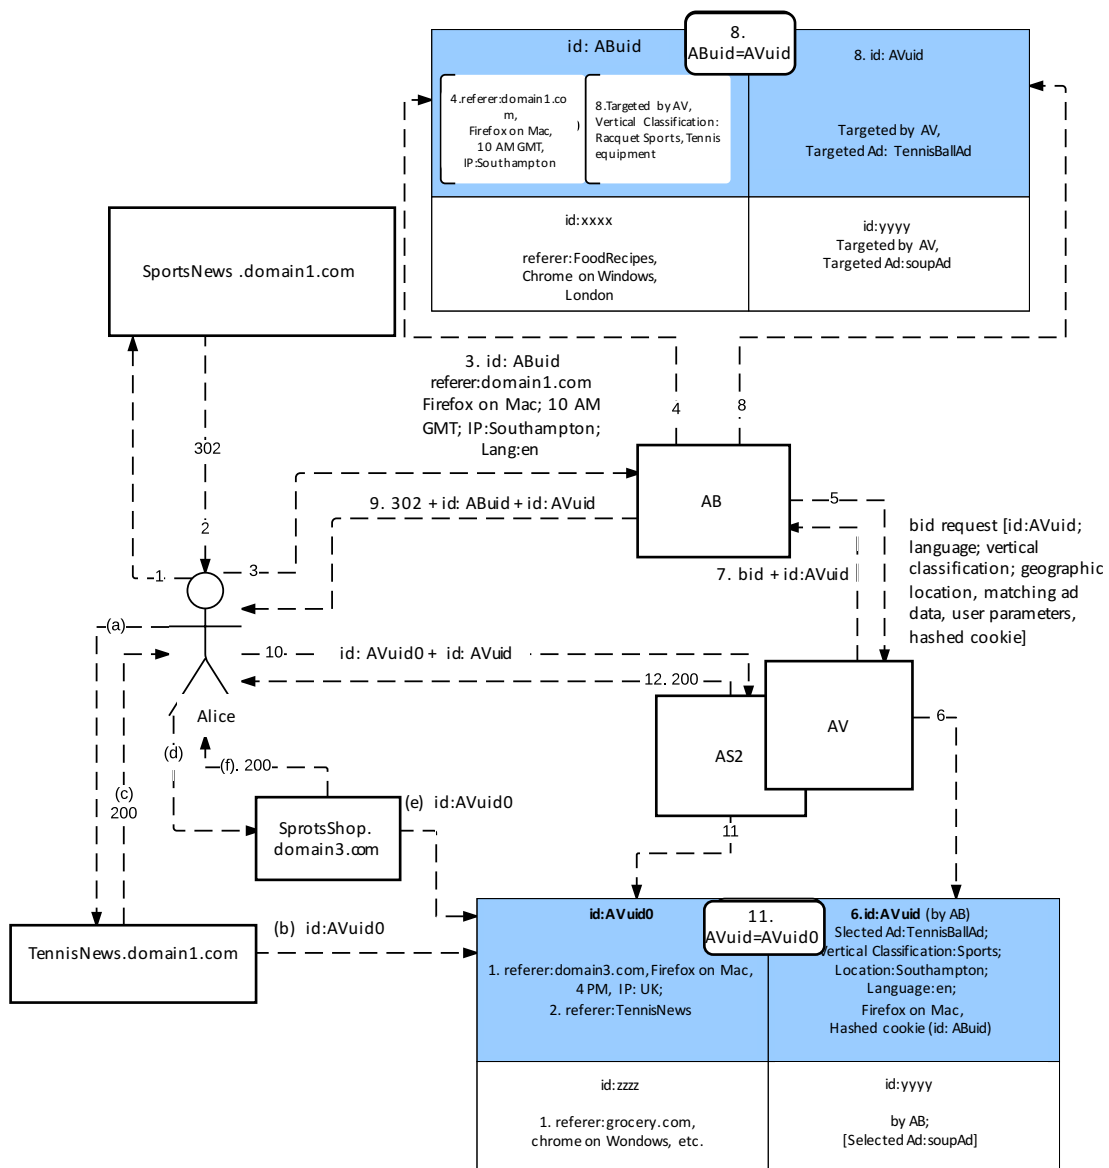 8.
ABuid=AVuid
id: ABuid
8. id: AVuid
4.referer:domain1.co
m,
Firefox on Mac,
10 AM GMT,
IP:Southampton
)
8.Targeted by AV,
Vertical Classification:
Racquet Sports, Tennis
equipment
Targeted by AV,
Targeted Ad: TennisBallAd
id:xxxx
referer:FoodRecipes,
Chrome on Windows,
London
id:yyyy
Targeted by AV,
Targeted Ad:soupAd
SportsNews .domain1.com
3. id: ABuid
referer:domain1.com
Firefox on Mac; 10 AM
GMT; IP:Southampton;
Lang:en
4
8
302
AB
9. 302 + id: ABuid + id: AVuid
5
2
bid request [id:AVuid;
language; vertical
classification; geographic
location, matching ad
data, user parameters,
hashed cookie]
1
3
7. bid + id:AVuid
(a)
10
id: AVuid0 + id: AVuid
12. 200
Alice
AV
6
AS2
(d)
(f). 200
(c)
200
(e) id:AVuid0
SprotsShop.
domain3.com
11
TennisNews.domain1.com
(b) id:AVuid0
id:AVuid0
11.
AVuid=AVuid0
6.id:AVuid (by AB)
Slected Ad:TennisBallAd;
Vertical Classification:Sports;
Location:Southampton;
Language:en;
Firefox on Mac,
Hashed cookie (id: ABuid)
1. referer:domain3.com, Firefox on Mac,
4 PM, IP: UK;
2. referer:TennisNews
id:zzzz
1. referer:grocery.com,
chrome on Wondows, etc.
id:yyyy
by AB;
[Selected Ad:soupAd]